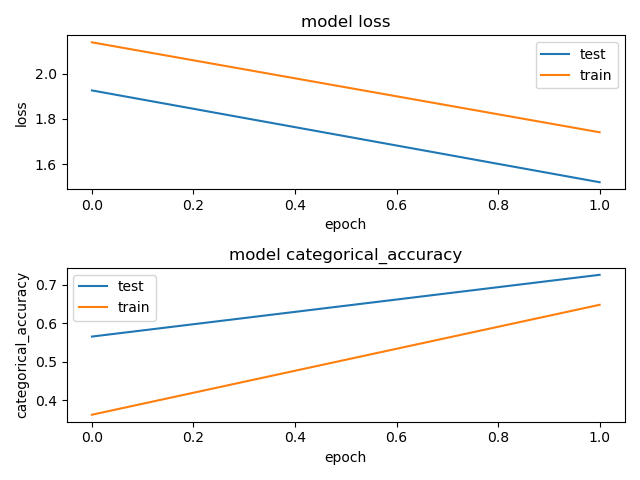 model loss
test
train
2.0
1.8
1.6
loss
0.0 0.2 0.4 0.6 0.8 1.0
epoch
model categorical_accuracy
test
train
0.7
0.6
0.5
0.4
categorical_accuracy
0.0 0.2 0.4 0.6 0.8 1.0
epoch